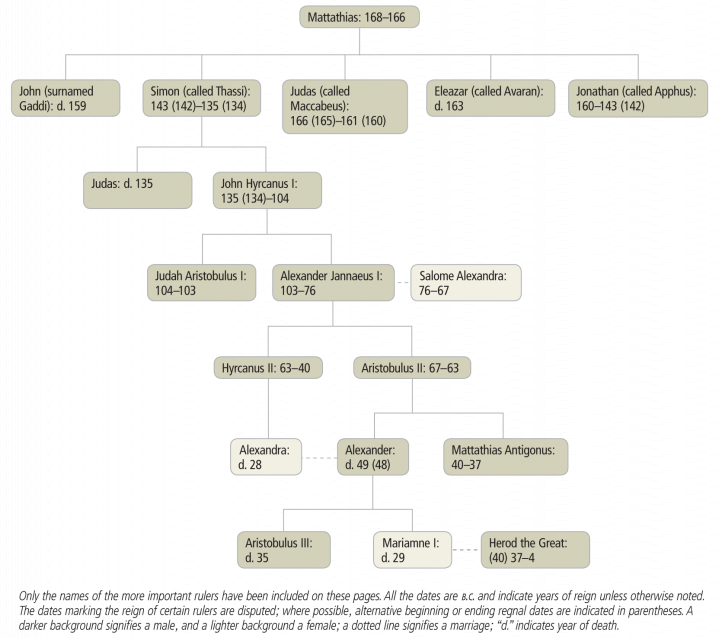 Mattathias: 168–166
John (surnamed
Gaddi): d. 159
Simon (called Thassi):
143 (142)–135 (134)
Judas (called
Maccabeus):
166 (165)–161 (160)
Eleazar (called Avaran):
d. 163
Jonathan (called Apphus):
160–143 (142)
Judas: d. 135
John Hyrcanus I:
135 (134)–104
Judah Aristobulus I:
104–103
Alexander Jannaeus I:
103–76
Salome Alexandra:
76–67
Hyrcanus II: 63–40
Aristobulus II: 67–63
Alexandra:
d. 28
Alexander:
d. 49 (48)
Mattathias Antigonus:
40–37
Aristobulus III:
d. 35
Mariamne I:
d. 29
Herod the Great:
(40) 37–4
Only the names of the more important rulers have been included on these pages. All the dates are B.C. and indicate years of reign unless otherwise noted.
The dates marking the reign of certain rulers are disputed; where possible, alternative beginning or ending regnal dates are indicated in parentheses. A
darker background signifies a male, and a lighter background a female; a dotted line signifies a marriage; “d.” indicates year of death.